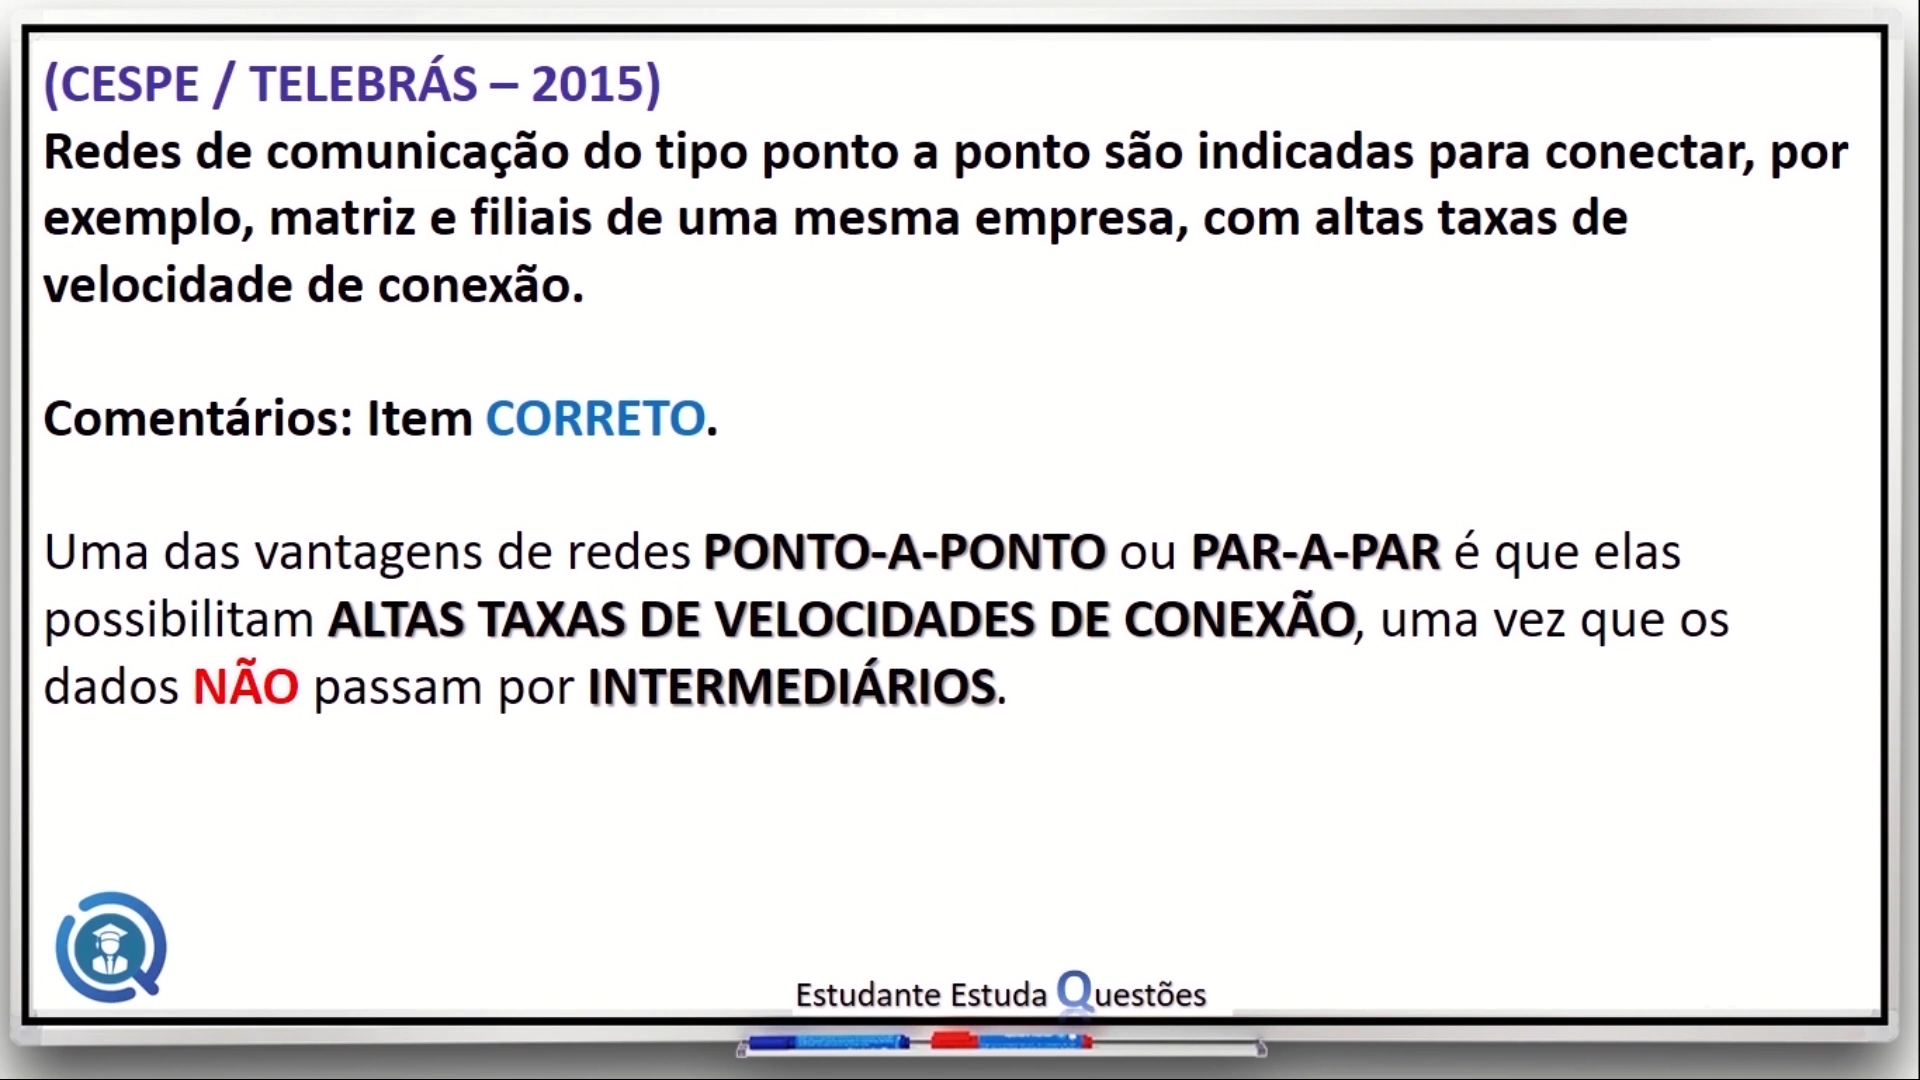 (CESPE / TELEBRÁS – 2015)
Redes de comunicação do tipo ponto a ponto são indicadas para conectar, por
exemplo, matriz e filiais de uma mesma empresa, com altas taxas de
velocidade de conexão.
Comentários: Item CORRETO.
Uma das vantagens de redes PONTO-A-PONTO ou PAR-A-PAR é que elas
possibilitam ALTAS TAXAS DE VELOCIDADES DE CONEXÃO, uma vez que os
dados NÃO passam por INTERMEDIÁRIOS.
Estudante Estuda Questões